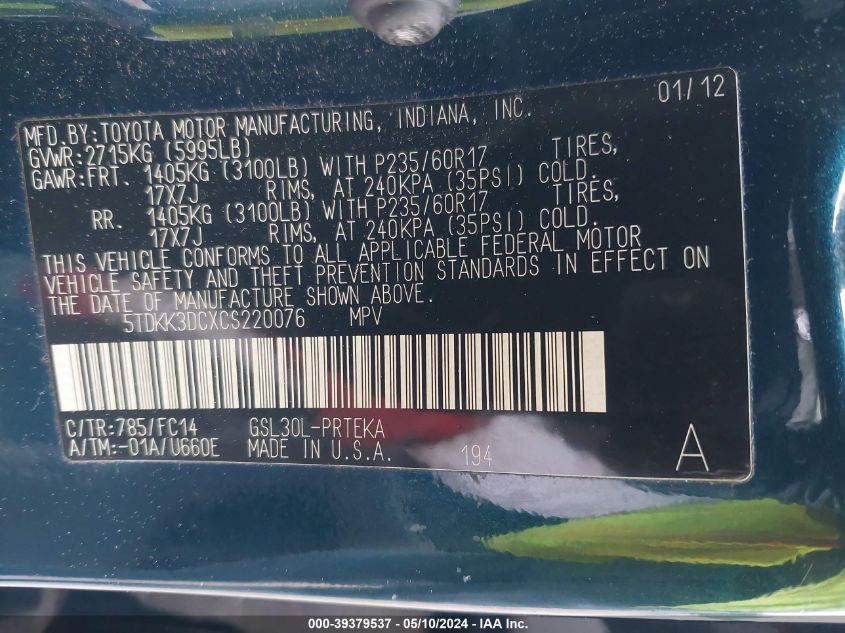 01/12
MFD.BY:TOYOTA MOTOR MANUFACTURING, INDIANA, INC.
GVWR:2715KG (5995LB)
GAWR:FRT. 1405KG (3100LB) WITH P235/60R17 TIRES,
17X7J RIMS, AT 240KPA (35PSI) COLD.
RR. 1405KG (3100LB) WITH P235/60R17 TIRES,
17X7J RIMS, AT 240KPA (35PSI) COLD.
THIS VEHICLE CONFORMS TO ALL APPLICABLE FEDERAL MOTOR
VEHICLE SAFETY AND THEFT PREVENTION STANDARDS IN EFFECT ON
THE DATE OF MANUFACTURE SHOWN ABOVE.
5TDKK3DCXCS220076 MPV
C/TR:785/FC14 GSL30L-PRTEKA
A/TM:-01A/U660E MADE IN U.S.A. 194 A
000-39379537 - 05/10/2024 - IAA Inc.